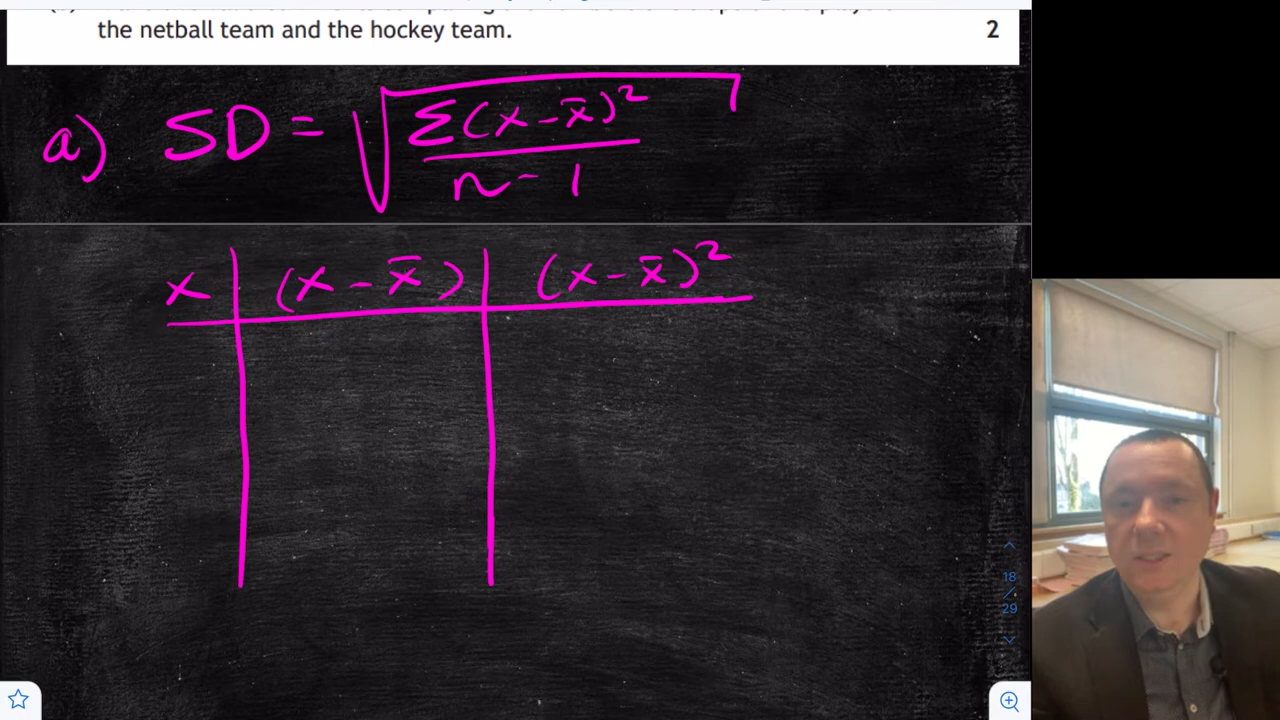 the netball team and the hockey team. 2
a) SD = √(Σ(x - x̄)² / n - 1)
x | (x - x̄) | (x - x̄)²
18
/
29